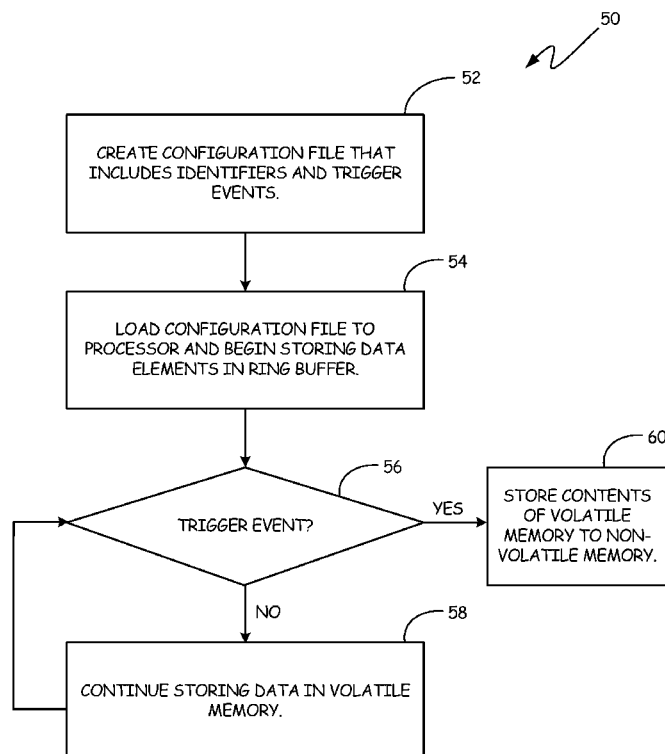 50
52
CREATE CONFIGURATION FILE THAT
INCLUDES IDENTIFIERS AND TRIGGER
EVENTS.
54
LOAD CONFIGURATION FILE TO
PROCESSOR AND BEGIN STORING DATA
ELEMENTS IN RING BUFFER.
56
TRIGGER EVENT?
YES
60
STORE CONTENTS
OF VOLATILE
MEMORY TO NON-
VOLATILE MEMORY.
NO
58
CONTINUE STORING DATA IN VOLATILE
MEMORY.